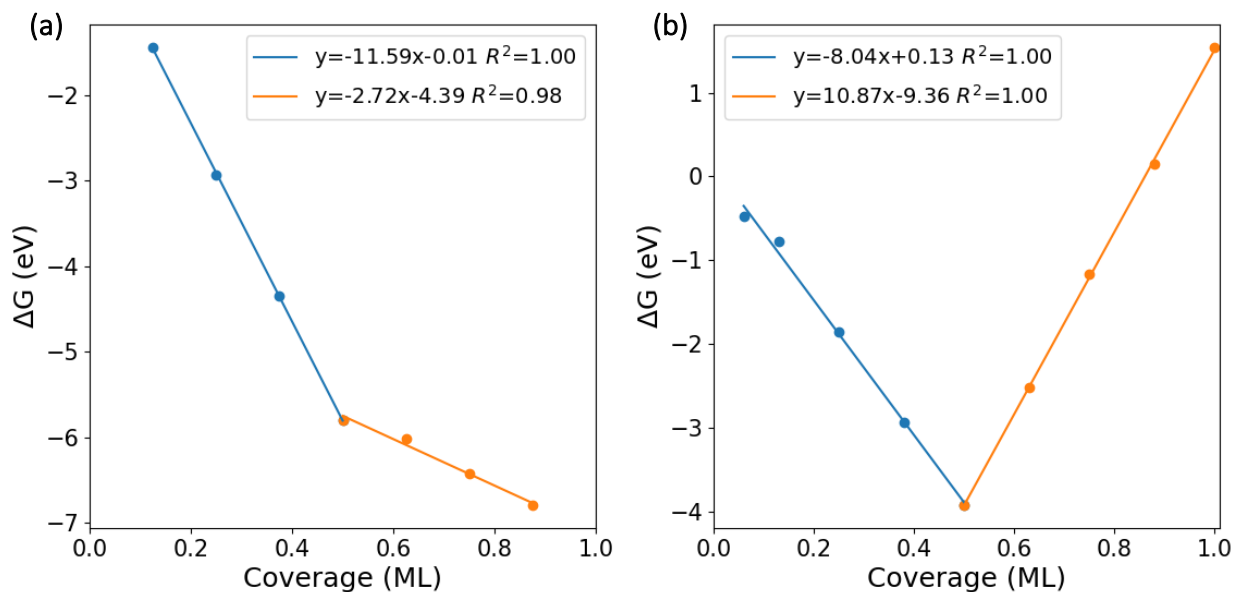 (a)
y=-11.59x-0.01 R²=1.00
y=-2.72x-4.39 R²=0.98
−2
−3
−4
−5
−6
−7
ΔG (eV)
0.0 0.2 0.4 0.6 0.8 1.0
Coverage (ML)
(b)
y=-8.04x+0.13 R²=1.00
y=10.87x-9.36 R²=1.00
1
0
−1
−2
−3
−4
ΔG (eV)
0.0 0.2 0.4 0.6 0.8 1.0
Coverage (ML)